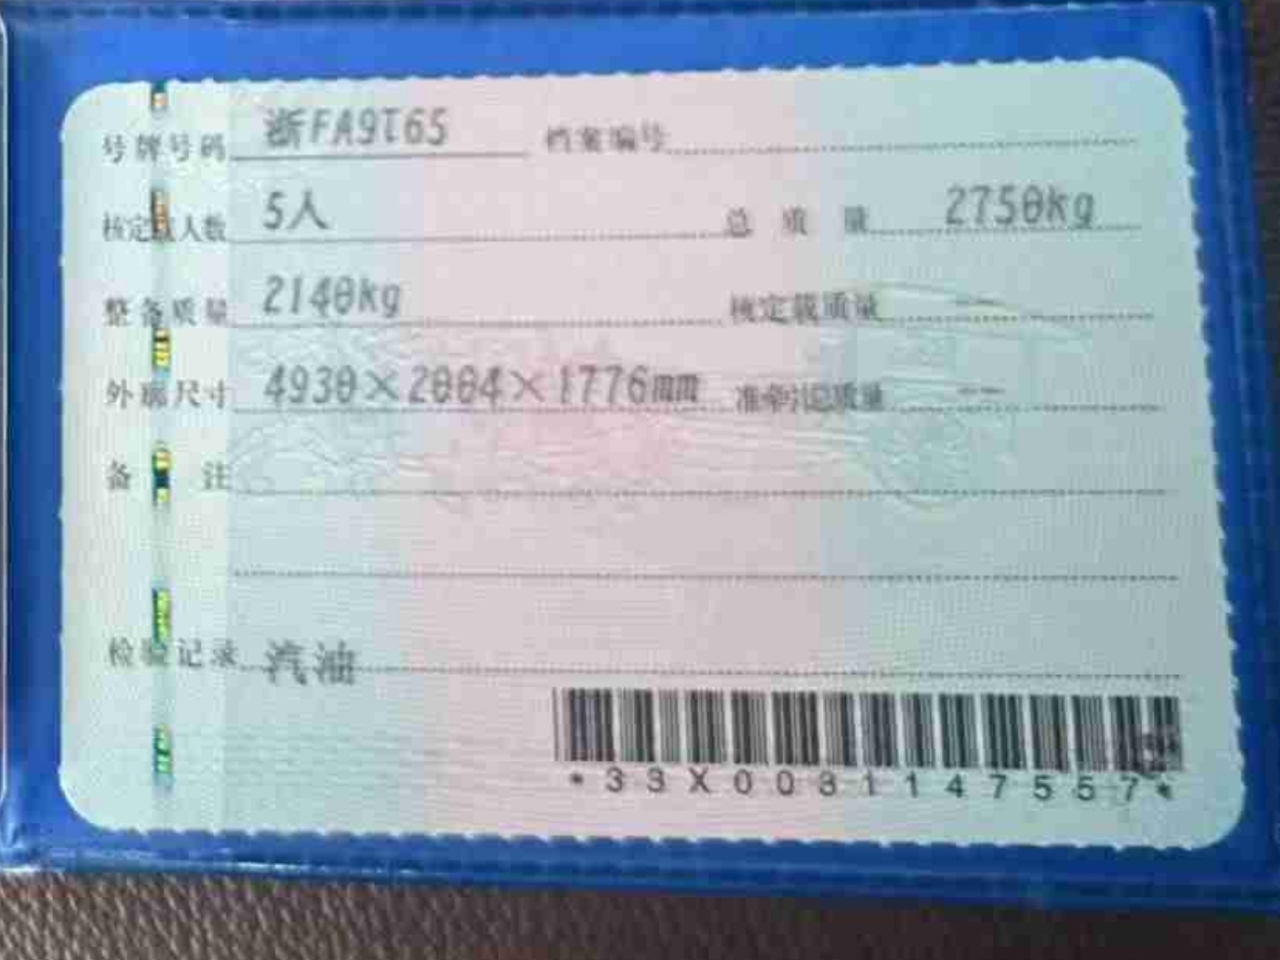 号牌号码 浙FA9T65 档案编号
核定载人数 5人 总质量 2750kg
整备质量 2140kg 核定载质量 --
外廓尺寸 4930×2004×1776mm 准牵引总质量 --
备注
检验记录 汽油
*33X0031147557*